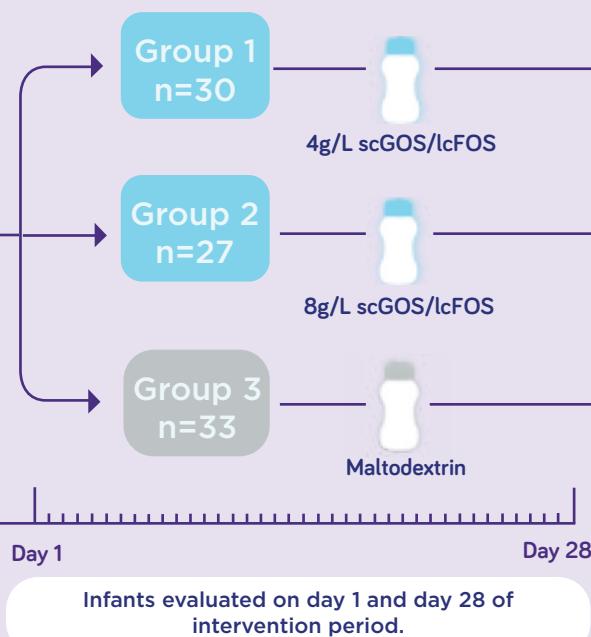 Group 1
n=30
4g/L scGOS/lcFOS
Group 2
n=27
8g/L scGOS/lcFOS
Group 3
n=33
Maltodextrin
Day 1
Day 28
Infants evaluated on day 1 and day 28 of
intervention period.